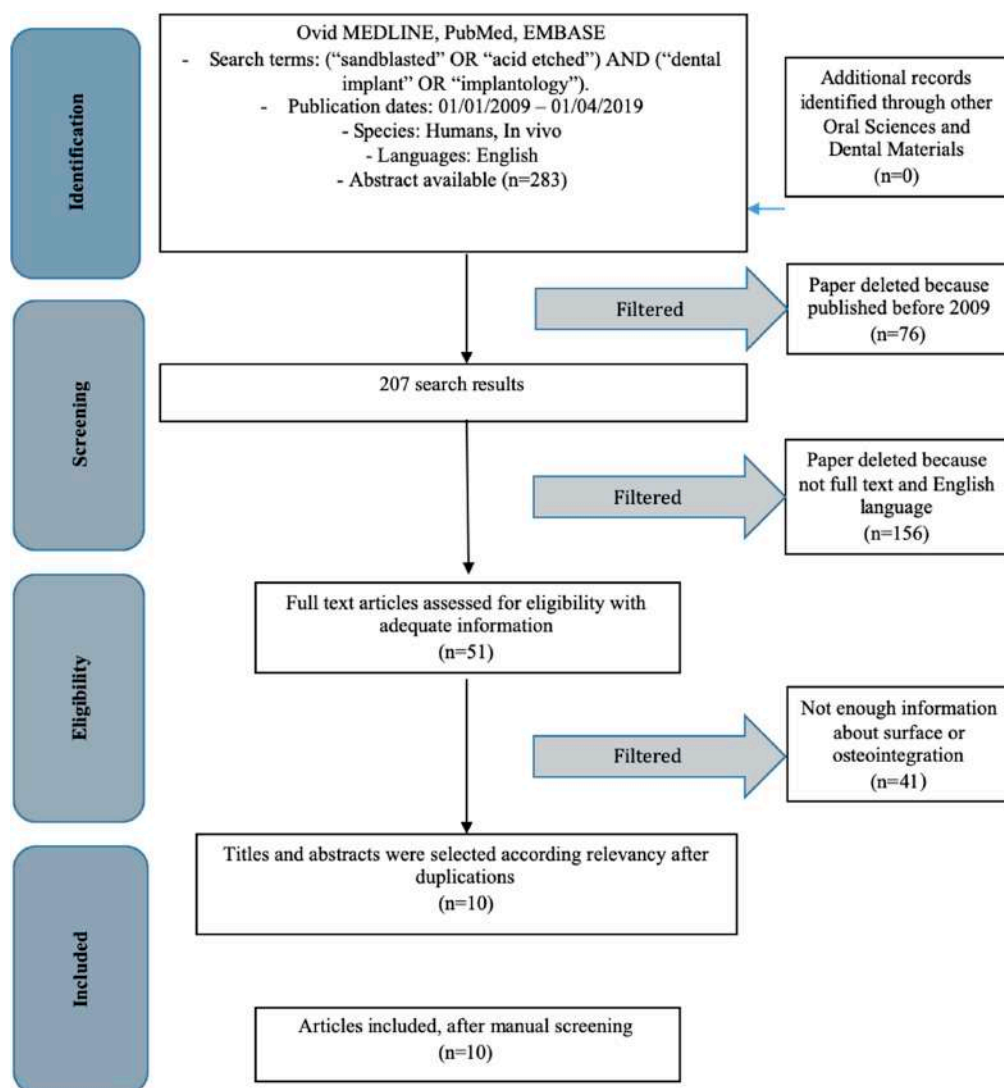 Identification
Ovid MEDLINE, PubMed, EMBASE
- Search terms: (“sandblasted” OR “acid etched”) AND (“dental
implant” OR “implantology”).
- Publication dates: 01/01/2009 – 01/04/2019
- Species: Humans, In vivo
- Languages: English
- Abstract available (n=283)
Additional records
identified through other
Oral Sciences and
Dental Materials
(n=0)
Filtered
Paper deleted because
published before 2009
(n=76)
Screening
207 search results
Filtered
Paper deleted because
not full text and English
language
(n=156)
Eligibility
Full text articles assessed for eligibility with
adequate information
(n=51)
Filtered
Not enough information
about surface or
osteointegration
(n=41)
Included
Titles and abstracts were selected according relevancy after
duplications
(n=10)
Articles included, after manual screening
(n=10)